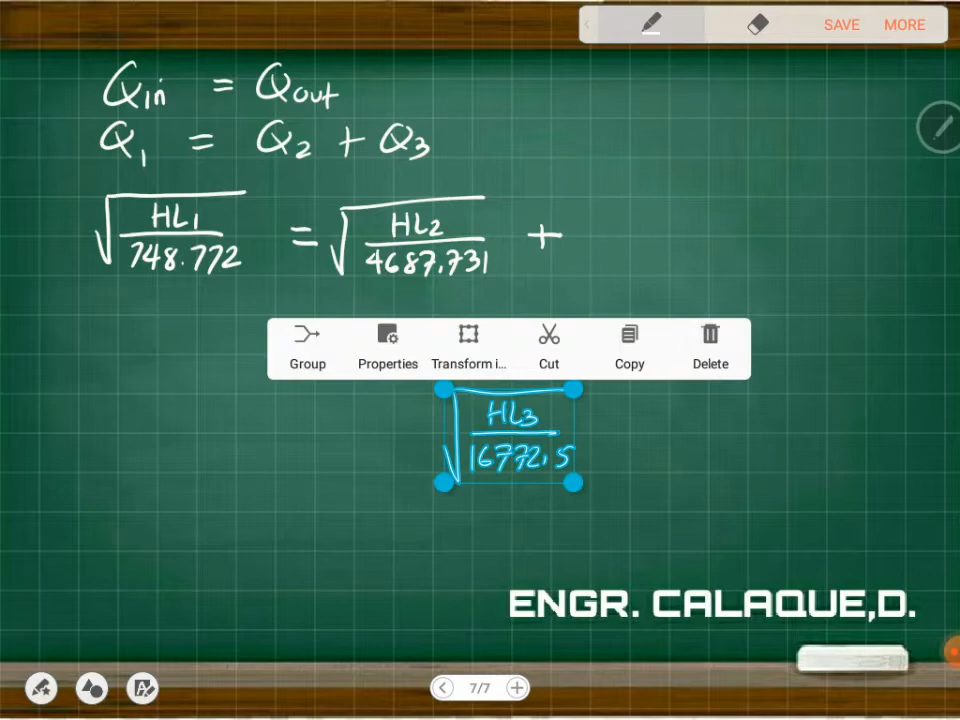 SAVE MORE
Qin = Qout
Q1 = Q2 + Q3
√(HL1/748.772) = √(HL2/4687.731) +
Group Properties Transform i... Cut Copy Delete
√(HL3/16772.5)
ENGR. CALAQUE,D.
7/7